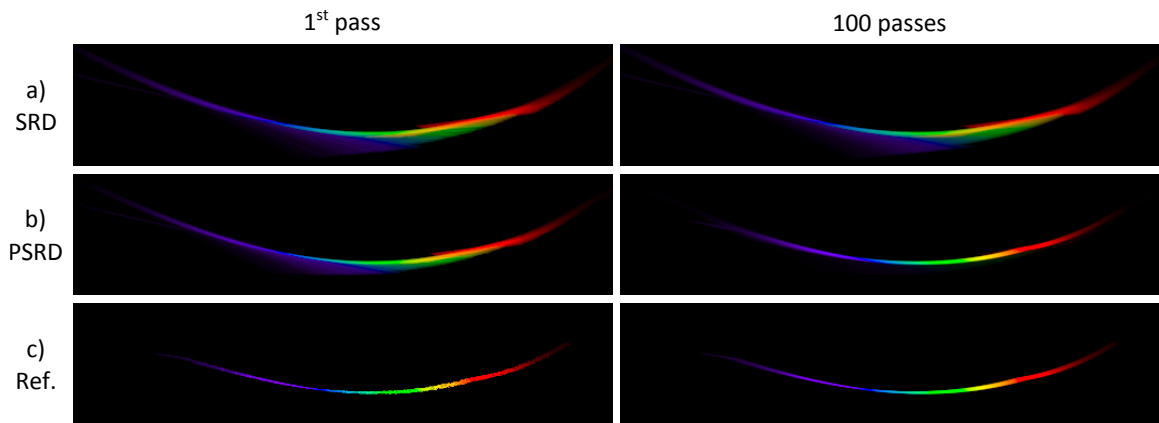 1st pass
100 passes
a)
SRD
b)
PSRD
c)
Ref.